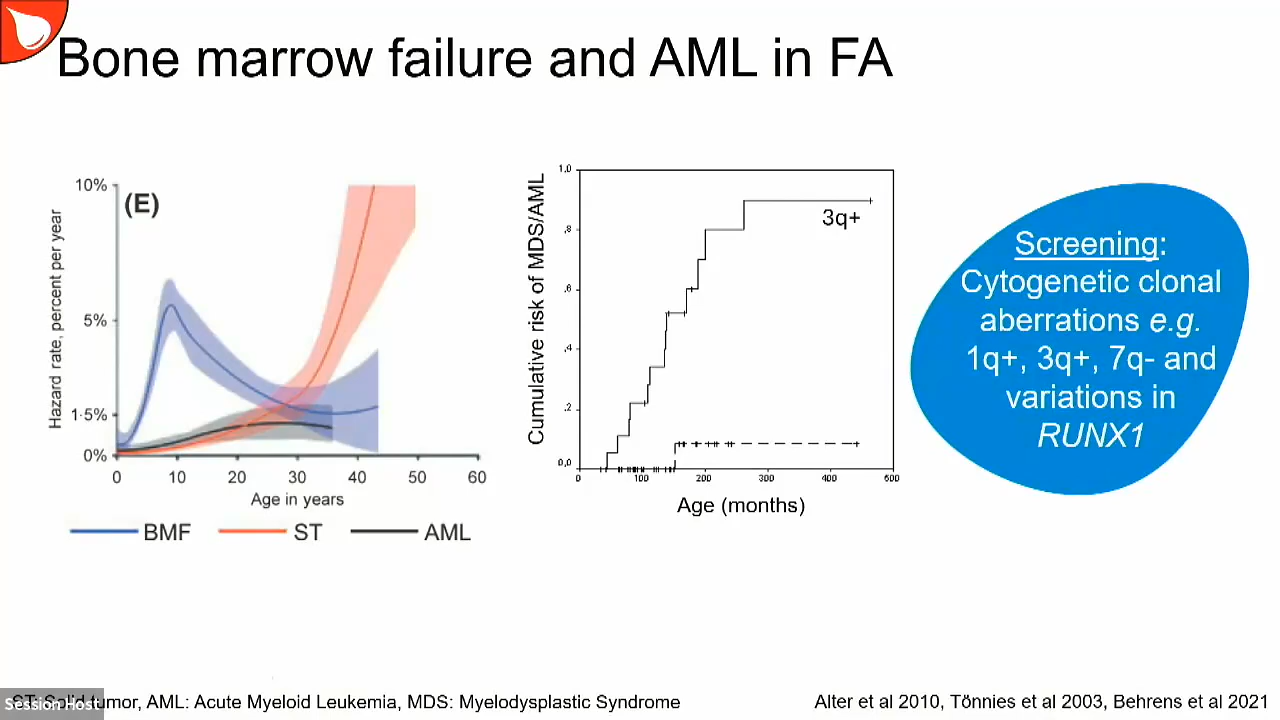 Bone marrow failure and AML in FA
(E)
Hazard rate, percent per year
10%
5%
1·5%
0%
0 10 20 30 40 50 60
Age in years
BMF ST AML
Cumulative risk of MDS/AML
1,0
,8
,6
,4
,2
0,0
0 100 200 300 400 500 600
Age (months)
3q+
Screening:
Cytogenetic clonal
aberrations e.g.
1q+, 3q+, 7q- and
variations in
RUNX1
ST: Solid tumor, AML: Acute Myeloid Leukemia, MDS: Myelodysplastic Syndrome
Session Host
Alter et al 2010, Tönnies et al 2003, Behrens et al 2021